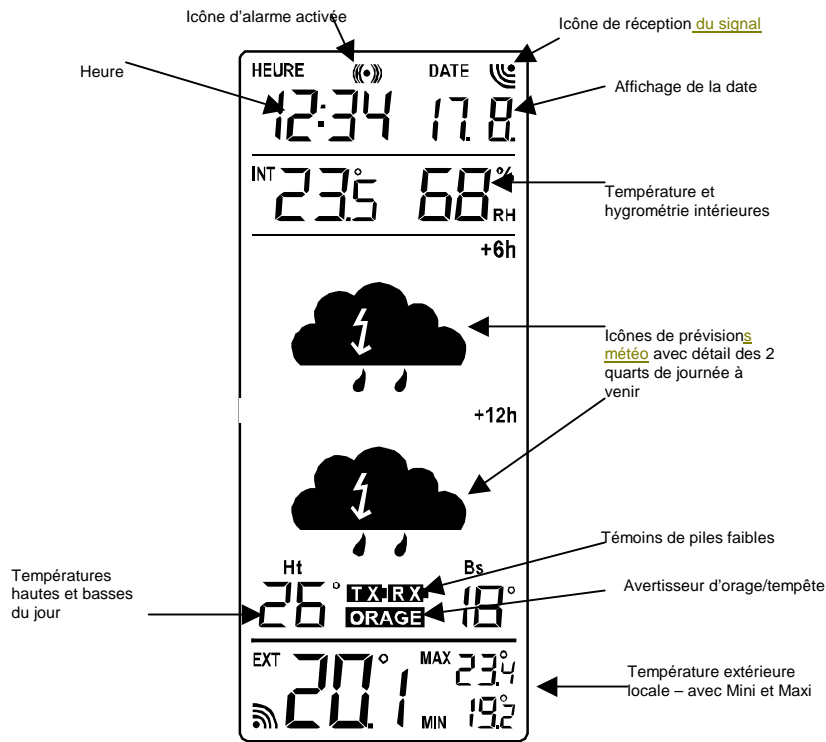 Icône d'alarme activée
Icône de réception du signal
Heure
HEURE
DATE
Affichage de la date
12:34
17. 8.
INT
23.5°
68%
RH
Température et
hygrométrie intérieures
+6h
Icônes de prévisions
météo avec détail des 2
quarts de journée à
venir
+12h
Témoins de piles faibles
Températures
hautes et basses
du jour
Ht
Bs
26°
TX RX
18°
ORAGE
Avertisseur d'orage/tempête
EXT
20.1°
MAX
23.4°
MIN
19.2°
Température extérieure
locale – avec Mini et Maxi